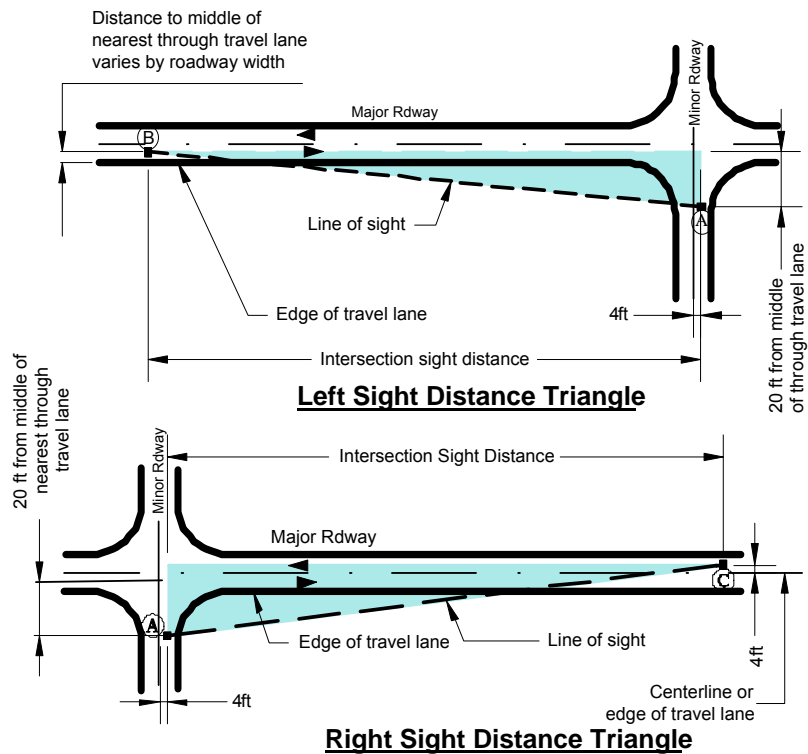 Distance to middle of
nearest through travel lane
varies by roadway width
Major Rdway
Minor Rdway
B
A
Line of sight
Edge of travel lane
4ft
20 ft from middle
of through travel lane
Intersection sight distance
Left Sight Distance Triangle
20 ft from middle of
nearest through
travel lane
Minor Rdway
Intersection Sight Distance
Major Rdway
C
A
Edge of travel lane
Line of sight
4ft
4ft
Centerline or
edge of travel lane
Right Sight Distance Triangle